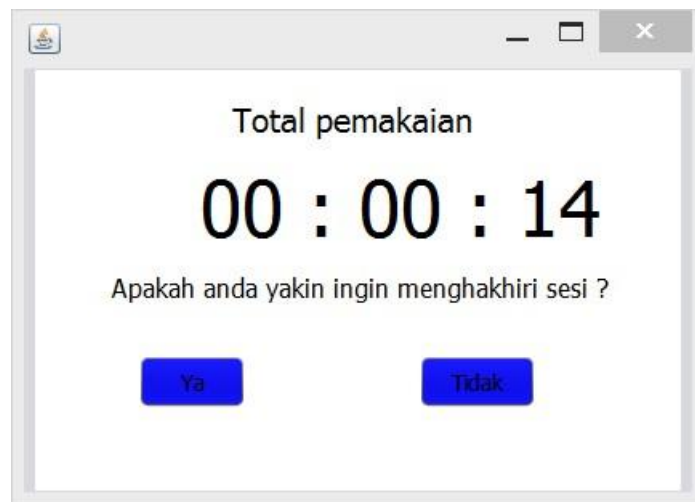 Total pemakaian
00 : 00 : 14
Apakah anda yakin ingin menghakhiri sesi ?
Ya
Tidak